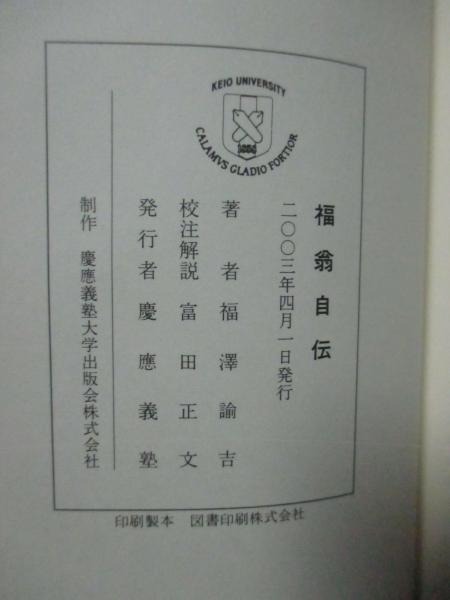 KEIO UNIVERSITY
1858
CALAMVS GLADIO FORTIOR
福翁自伝
二〇〇三年四月一日発行
著者 福澤諭吉
校注解説 富田正文
発行者 慶應義塾
制作 慶應義塾大学出版会株式会社
印刷製本 図書印刷株式会社